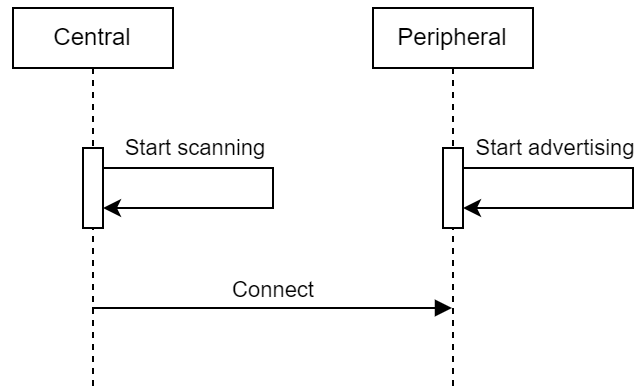 Central
Peripheral
Start scanning
Start advertising
Connect